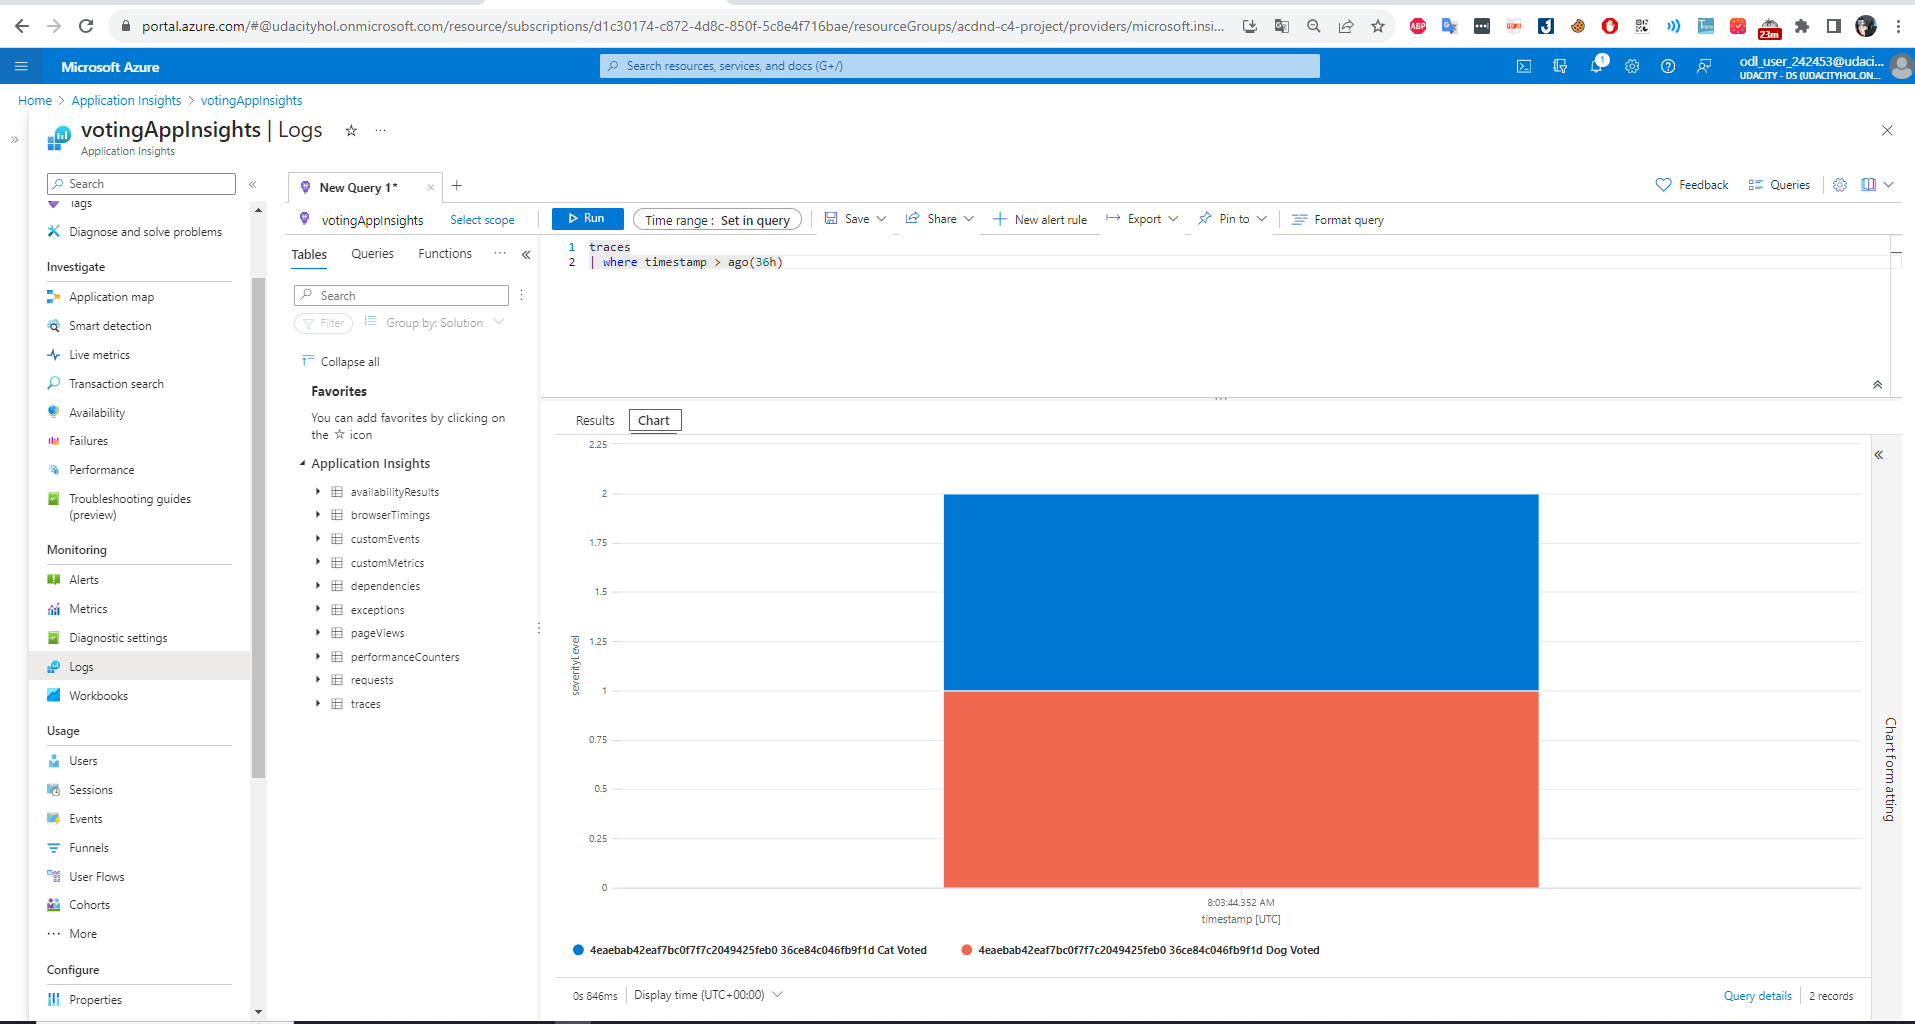 portal.azure.com/#@udacityhol.onmicrosoft.com/resource/subscriptions/d1c30174-c872-4d8c-850f-5c8e4f716bae/resourceGroups/acdnd-c4-project/providers/microsoft.insi...
ABP
23m
Microsoft Azure
Search resources, services, and docs (G+/)
1
odl_user_242453@udaci...
UDACITY - DS (UDACITYHOL.ON...
Home > Application Insights > votingAppInsights
votingAppInsights | Logs
Application Insights
Search
Tags
Diagnose and solve problems
Investigate
Application map
Smart detection
Live metrics
Transaction search
Availability
Failures
Performance
Troubleshooting guides
(preview)
Monitoring
Alerts
Metrics
Diagnostic settings
Logs
Workbooks
Usage
Users
Sessions
Events
Funnels
User Flows
Cohorts
More
Configure
Properties
New Query 1*
Feedback
Queries
votingAppInsights
Select scope
Run
Time range : Set in query
Save
Share
New alert rule
Export
Pin to
Format query
Tables
Queries
Functions
Search
Filter
Group by: Solution
Collapse all
Favorites
You can add favorites by clicking on
the ☆ icon
Application Insights
availabilityResults
browserTimings
customEvents
customMetrics
dependencies
exceptions
pageViews
performanceCounters
requests
traces
1 traces
2 | where timestamp > ago(36h)
Results
Chart
2.25
2
1.75
1.5
1.25
1
0.75
0.5
0.25
0
severityLevel
8:03:44.352 AM
timestamp [UTC]
4eaebab42eaf7bc0f7f7c2049425feb0 36ce84c046fb9f1d Cat Voted
4eaebab42eaf7bc0f7f7c2049425feb0 36ce84c046fb9f1d Dog Voted
Chart formatting
0s 846ms
Display time (UTC+00:00)
Query details
2 records